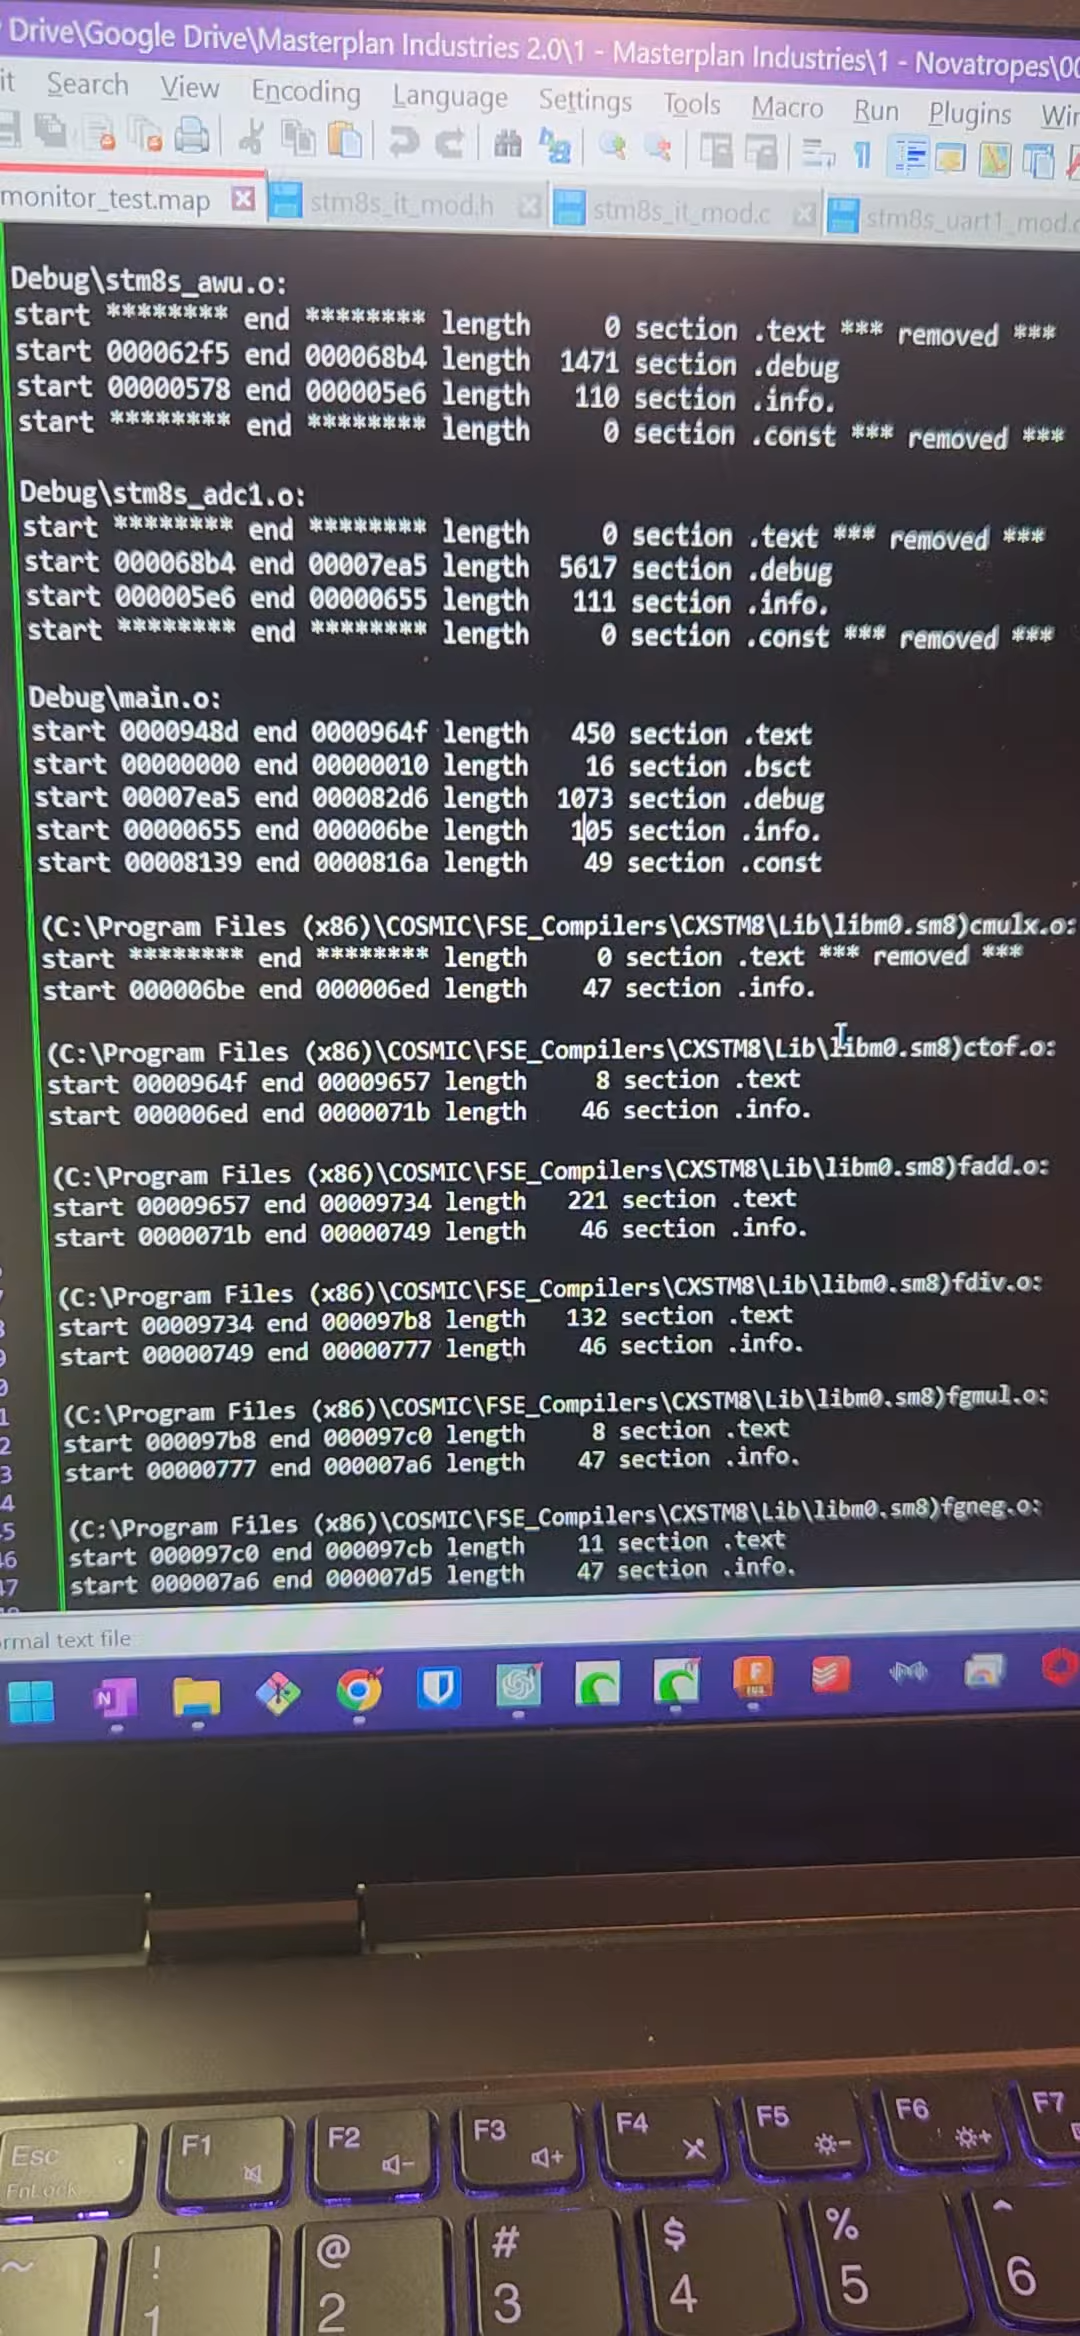 Drive\Google Drive\Masterplan Industries 2.0\1 - Masterplan Industries\1 - Novatropes\00
it Search View Encoding Language Settings Tools Macro Run Plugins Wir
monitor_test.map stm8s_it_mod.h stm8s_it_mod.c stm8s_uart1_mod.c
Debug\stm8s_awu.o:
start ******** end ******** length 0 section .text *** removed ***
start 000062f5 end 000068b4 length 1471 section .debug
start 00000578 end 000005e6 length 110 section .info.
start ******** end ******** length 0 section .const *** removed ***
Debug\stm8s_adc1.o:
start ******** end ******** length 0 section .text *** removed ***
start 000068b4 end 00007ea5 length 5617 section .debug
start 000005e6 end 00000655 length 111 section .info.
start ******** end ******** length 0 section .const *** removed ***
Debug\main.o:
start 0000948d end 0000964f length 450 section .text
start 00000000 end 00000010 length 16 section .bsct
start 00007ea5 end 000082d6 length 1073 section .debug
start 00000655 end 000006be length 105 section .info.
start 00008139 end 0000816a length 49 section .const
(C:\Program Files (x86)\COSMIC\FSE_Compilers\CXSTM8\Lib\libm0.sm8)cmulx.o:
start ******** end ******** length 0 section .text *** removed ***
start 000006be end 000006ed length 47 section .info.
(C:\Program Files (x86)\COSMIC\FSE_Compilers\CXSTM8\Lib\libm0.sm8)ctof.o:
start 0000964f end 00009657 length 8 section .text
start 000006ed end 0000071b length 46 section .info.
(C:\Program Files (x86)\COSMIC\FSE_Compilers\CXSTM8\Lib\libm0.sm8)fadd.o:
start 00009657 end 00009734 length 221 section .text
start 0000071b end 00000749 length 46 section .info.
(C:\Program Files (x86)\COSMIC\FSE_Compilers\CXSTM8\Lib\libm0.sm8)fdiv.o:
start 00009734 end 000097b8 length 132 section .text
start 00000749 end 00000777 length 46 section .info.
(C:\Program Files (x86)\COSMIC\FSE_Compilers\CXSTM8\Lib\libm0.sm8)fgmul.o:
start 000097b8 end 000097c0 length 8 section .text
start 00000777 end 000007a6 length 47 section .info.
(C:\Program Files (x86)\COSMIC\FSE_Compilers\CXSTM8\Lib\libm0.sm8)fgneg.o:
start 000097c0 end 000097cb length 11 section .text
start 000007a6 end 000007d5 length 47 section .info.
rmal text file
Esc F1 F2 F3 F4 F5 F6 F7
FnLock
~ ! @ # $ % ^
1 2 3 4 5 6